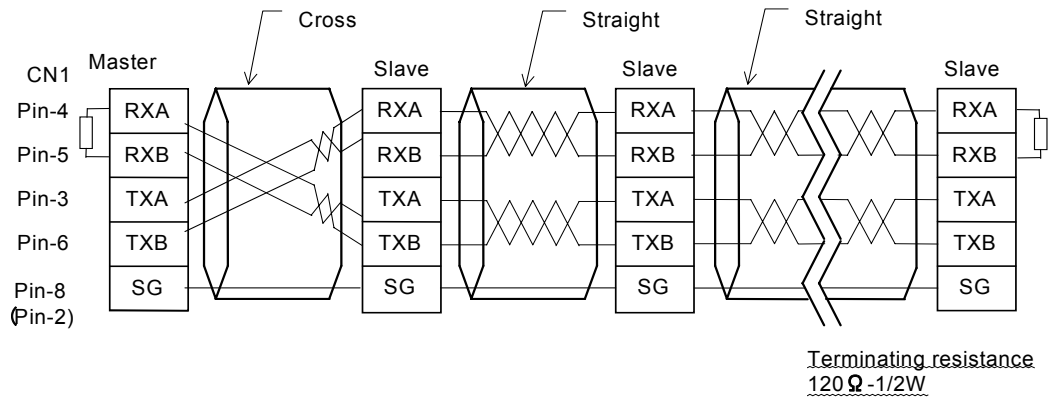 Cross
Straight
Straight
CN1
Master
Slave
Slave
Slave
Pin-4
RXA
RXA
RXA
RXA
Pin-5
RXB
RXB
RXB
RXB
Pin-3
TXA
TXA
TXA
TXA
Pin-6
TXB
TXB
TXB
TXB
Pin-8
SG
SG
SG
SG
(Pin-2)
Terminating resistance
120Ω-1/2W